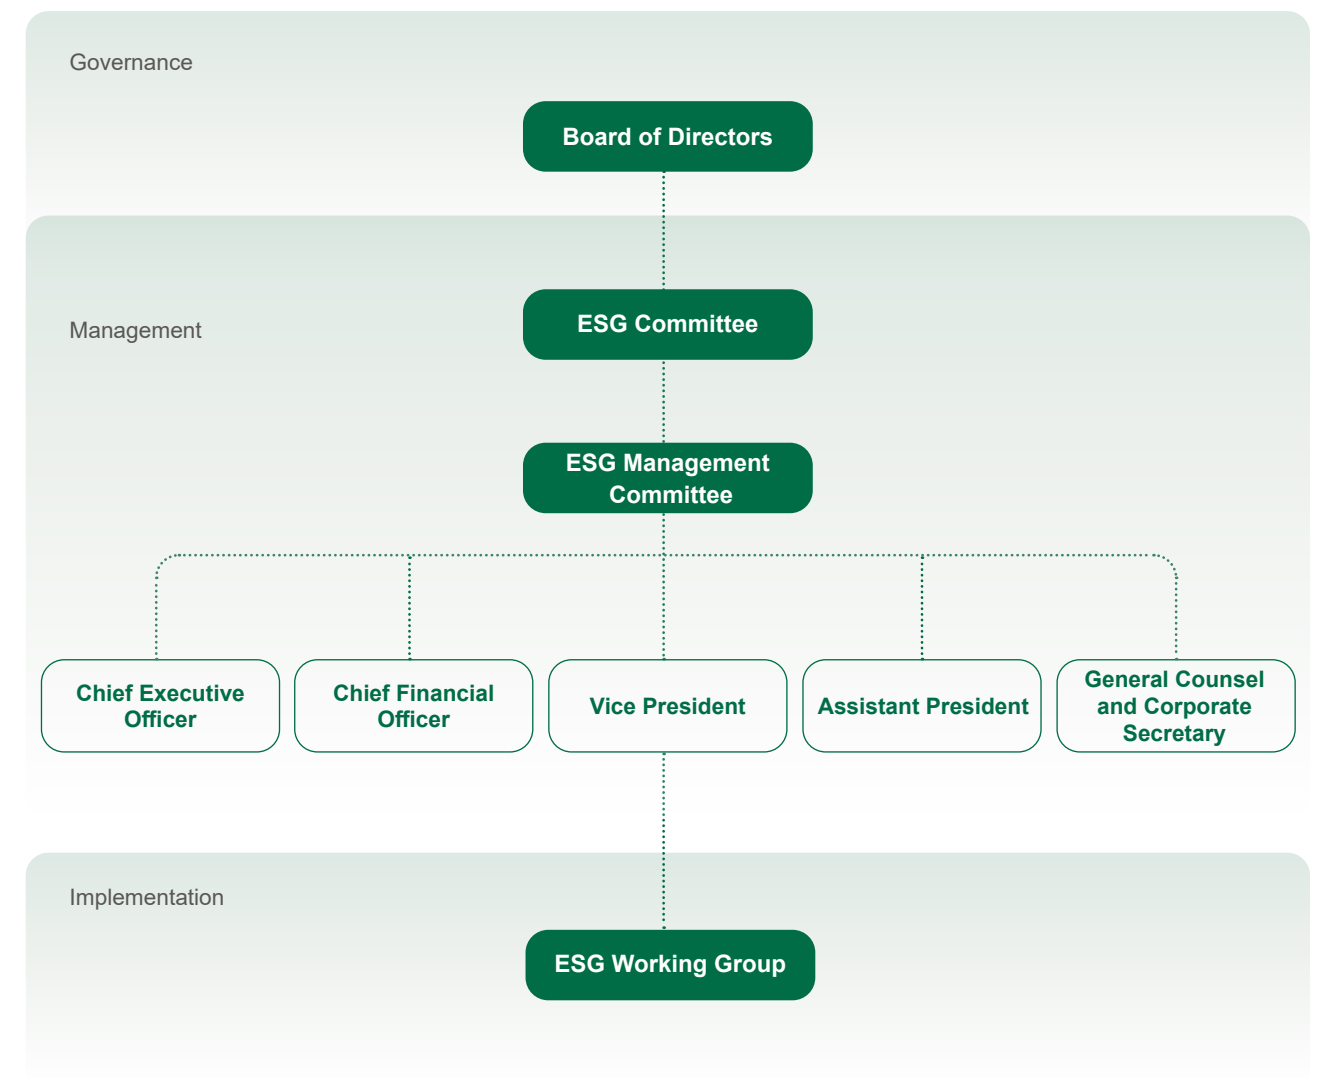 Governance
Board of Directors
Management
ESG Committee
ESG Management
Committee
Chief Executive
Officer
Chief Financial
Officer
Vice President
Assistant President
General Counsel
and Corporate
Secretary
Implementation
ESG Working Group